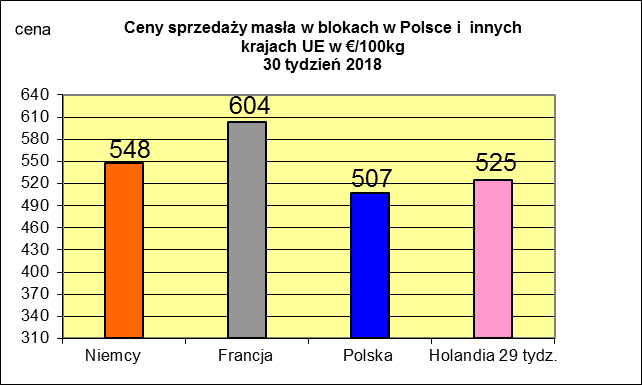 cena
Ceny sprzedaży masła w blokach w Polsce i  innych
krajach UE w €/100kg
30 tydzień 2018
640
610
580
550
520
490
460
430
400
370
340
310
548
604
507
525
Niemcy
Francja
Polska
Holandia 29 tydz.